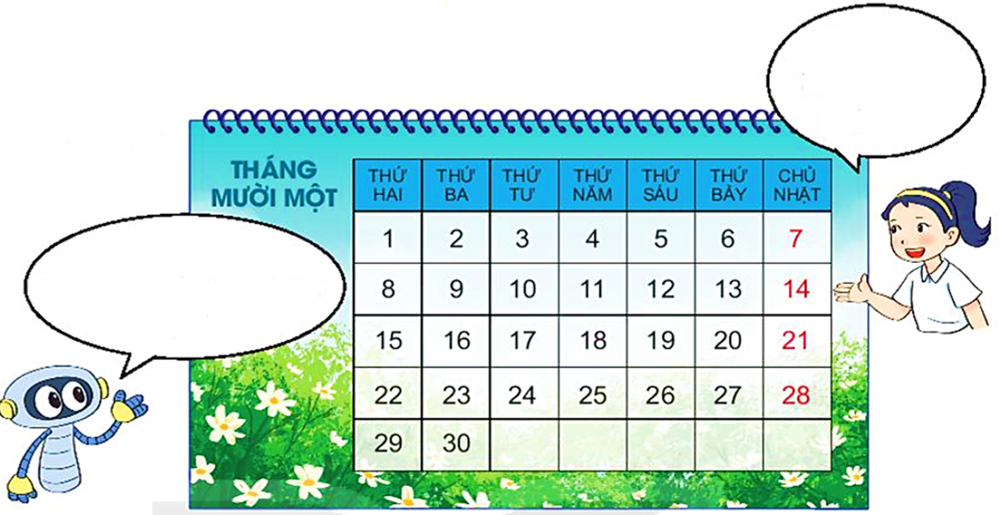 THÁNG
MƯỜI MỘT
THỨ HAI THỨ BA THỨ TƯ THỨ NĂM THỨ SÁU THỨ BẢY CHỦ NHẬT
1 2 3 4 5 6 7
8 9 10 11 12 13 14
15 16 17 18 19 20 21
22 23 24 25 26 27 28
29 30